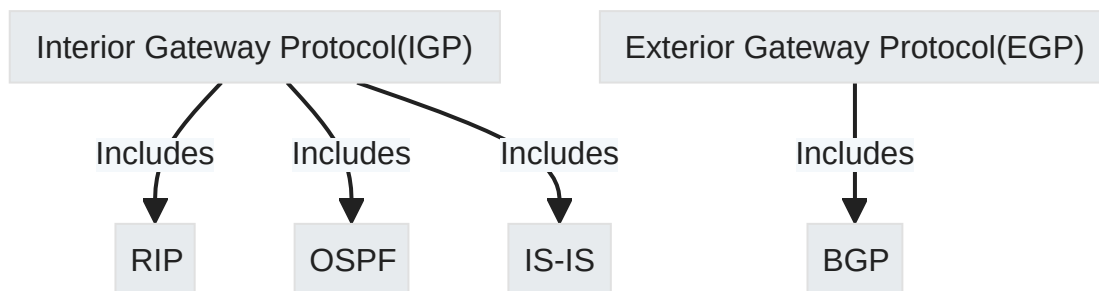 Interior Gateway Protocol(IGP)
Exterior Gateway Protocol(EGP)
Includes
Includes
Includes
Includes
RIP
OSPF
IS-IS
BGP